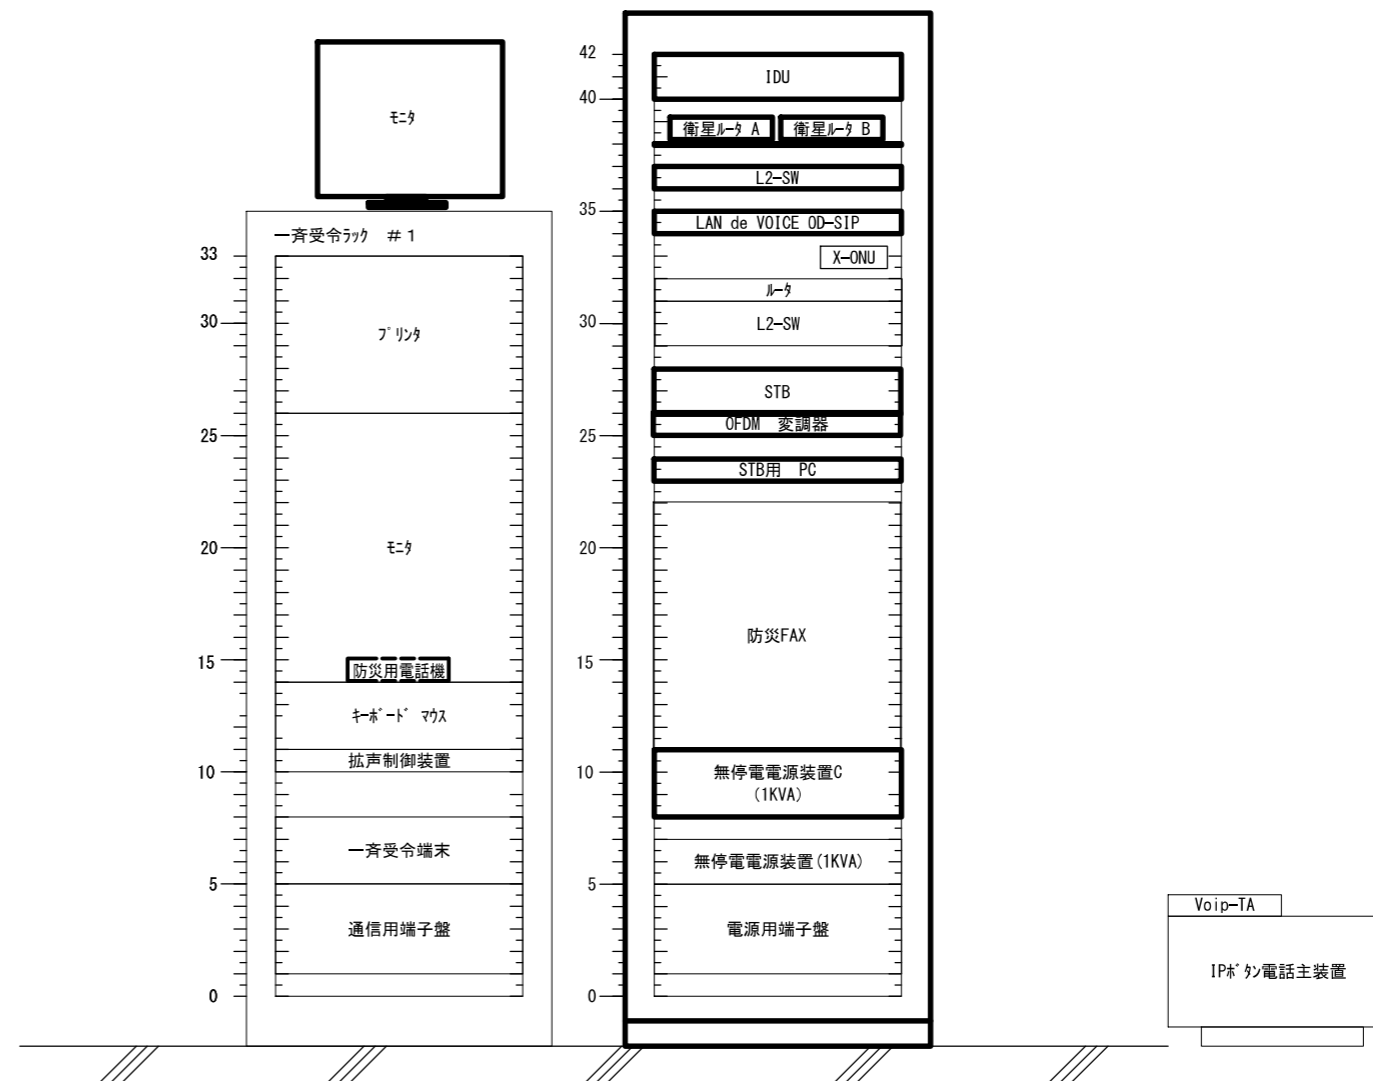 ﾓﾆﾀ
一斉受令ﾗｯｸ #1
33
30
25
20
15
10
5
0
ﾌﾟﾘﾝﾀ
ﾓﾆﾀ
防災用電話機
ｷｰﾎﾞｰﾄﾞ ﾏｳｽ
拡声制御装置
一斉受令端末
通信用端子盤
42
40
35
30
25
20
15
10
5
0
IDU
衛星ﾙｰﾀ A
衛星ﾙｰﾀ B
L2-SW
LAN de VOICE OD-SIP
X-ONU
ﾙｰﾀ
L2-SW
STB
OFDM 変調器
STB用 PC
防災FAX
無停電電源装置C
(1KVA)
無停電電源装置(1KVA)
電源用端子盤
Voip-TA
IPﾎﾞﾀﾝ電話主装置